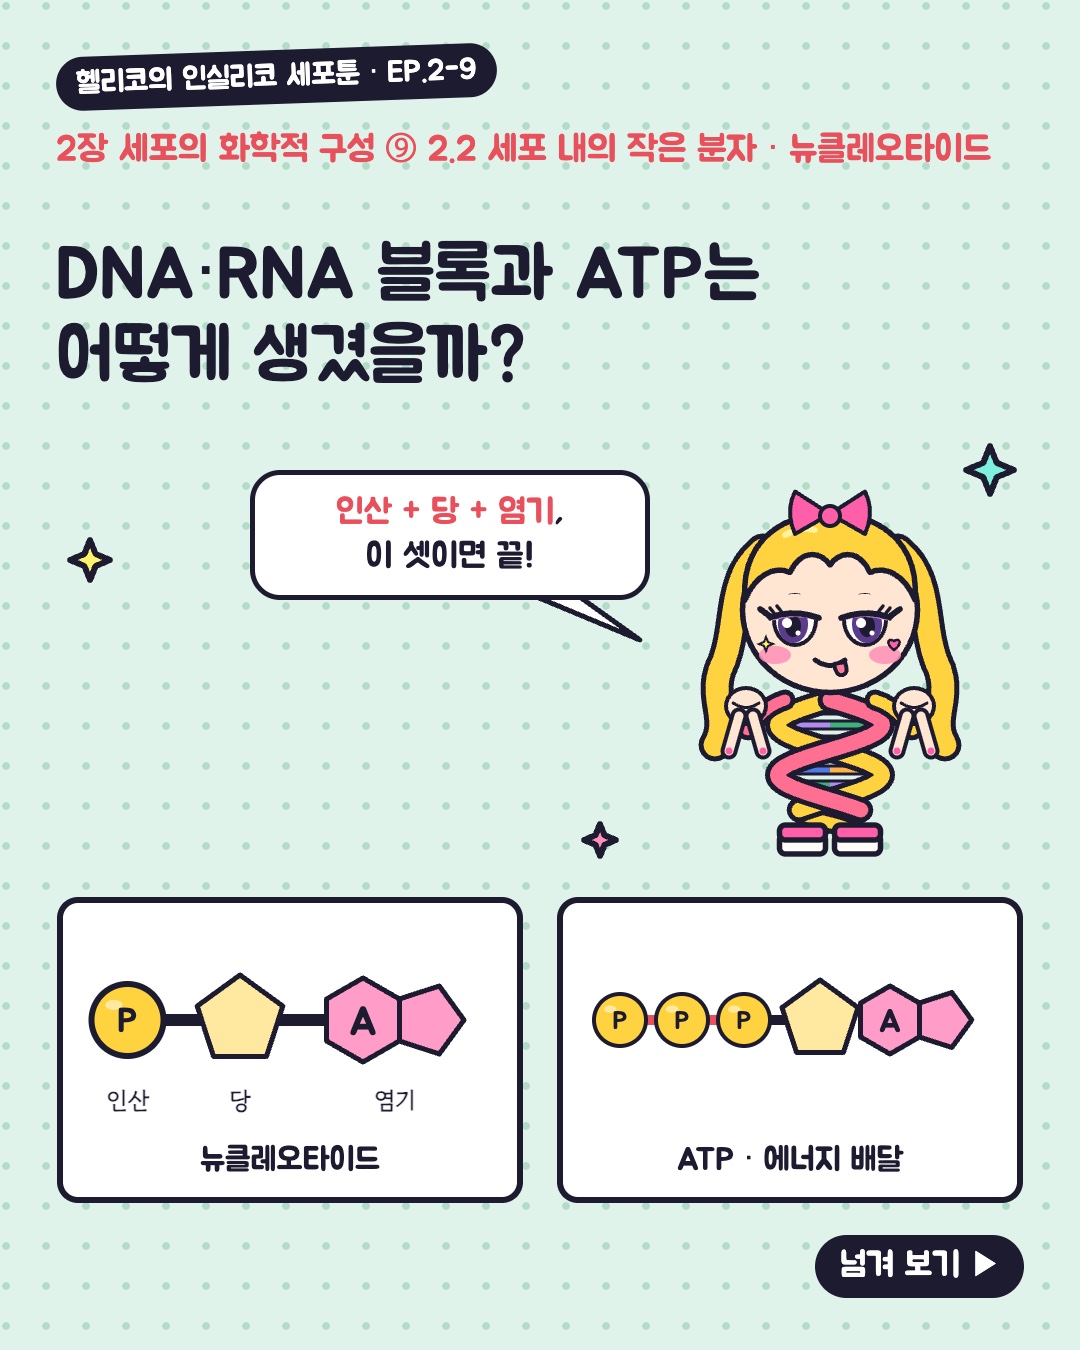 헬리코의 인실리코 세포툰 · EP.2-9
2장 세포의 화학적 구성 ⑨ 2.2 세포 내의 작은 분자 · 뉴클레오타이드
DNA·RNA 블록과 ATP는
어떻게 생겼을까?
인산 + 당 + 염기,
이 셋이면 끝!
P
A
인산 당 염기
뉴클레오타이드
P P P A
ATP · 에너지 배달
넘겨 보기 ▶